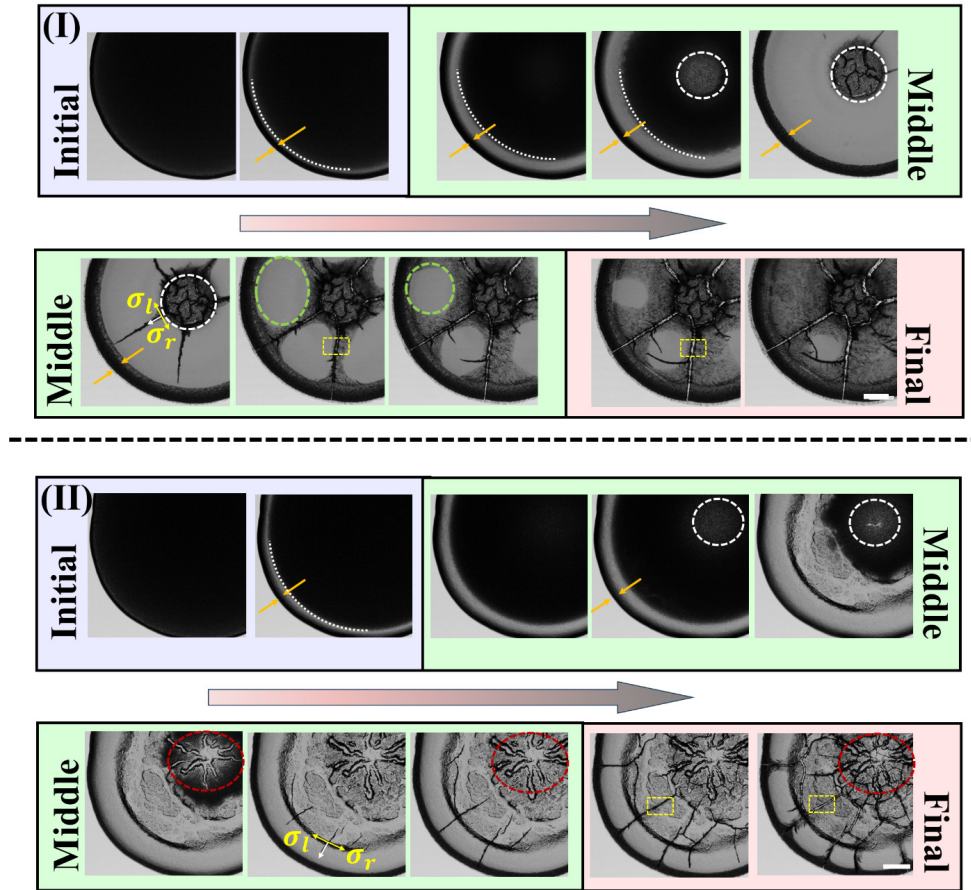 (I)
Initial
Middle
Middle
σl
σr
Final
(II)
Initial
Middle
Middle
σl
σr
Final